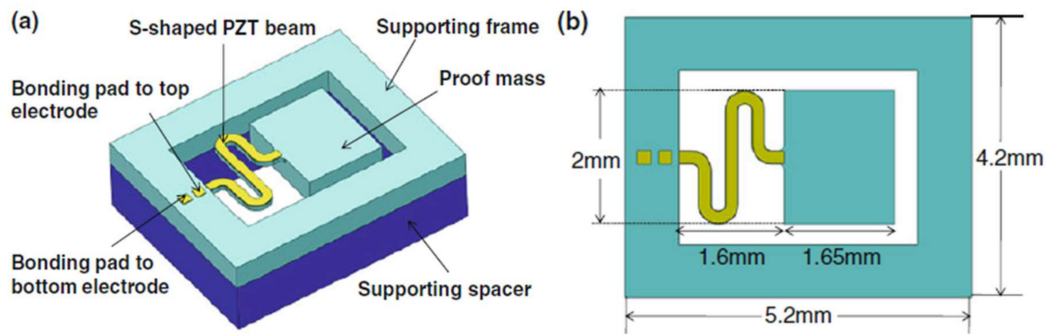 (a)
S-shaped PZT beam
Supporting frame
Bonding pad to top
electrode
Proof mass
Bonding pad to
bottom electrode
Supporting spacer
(b)
2mm
4.2mm
1.6mm
1.65mm
5.2mm